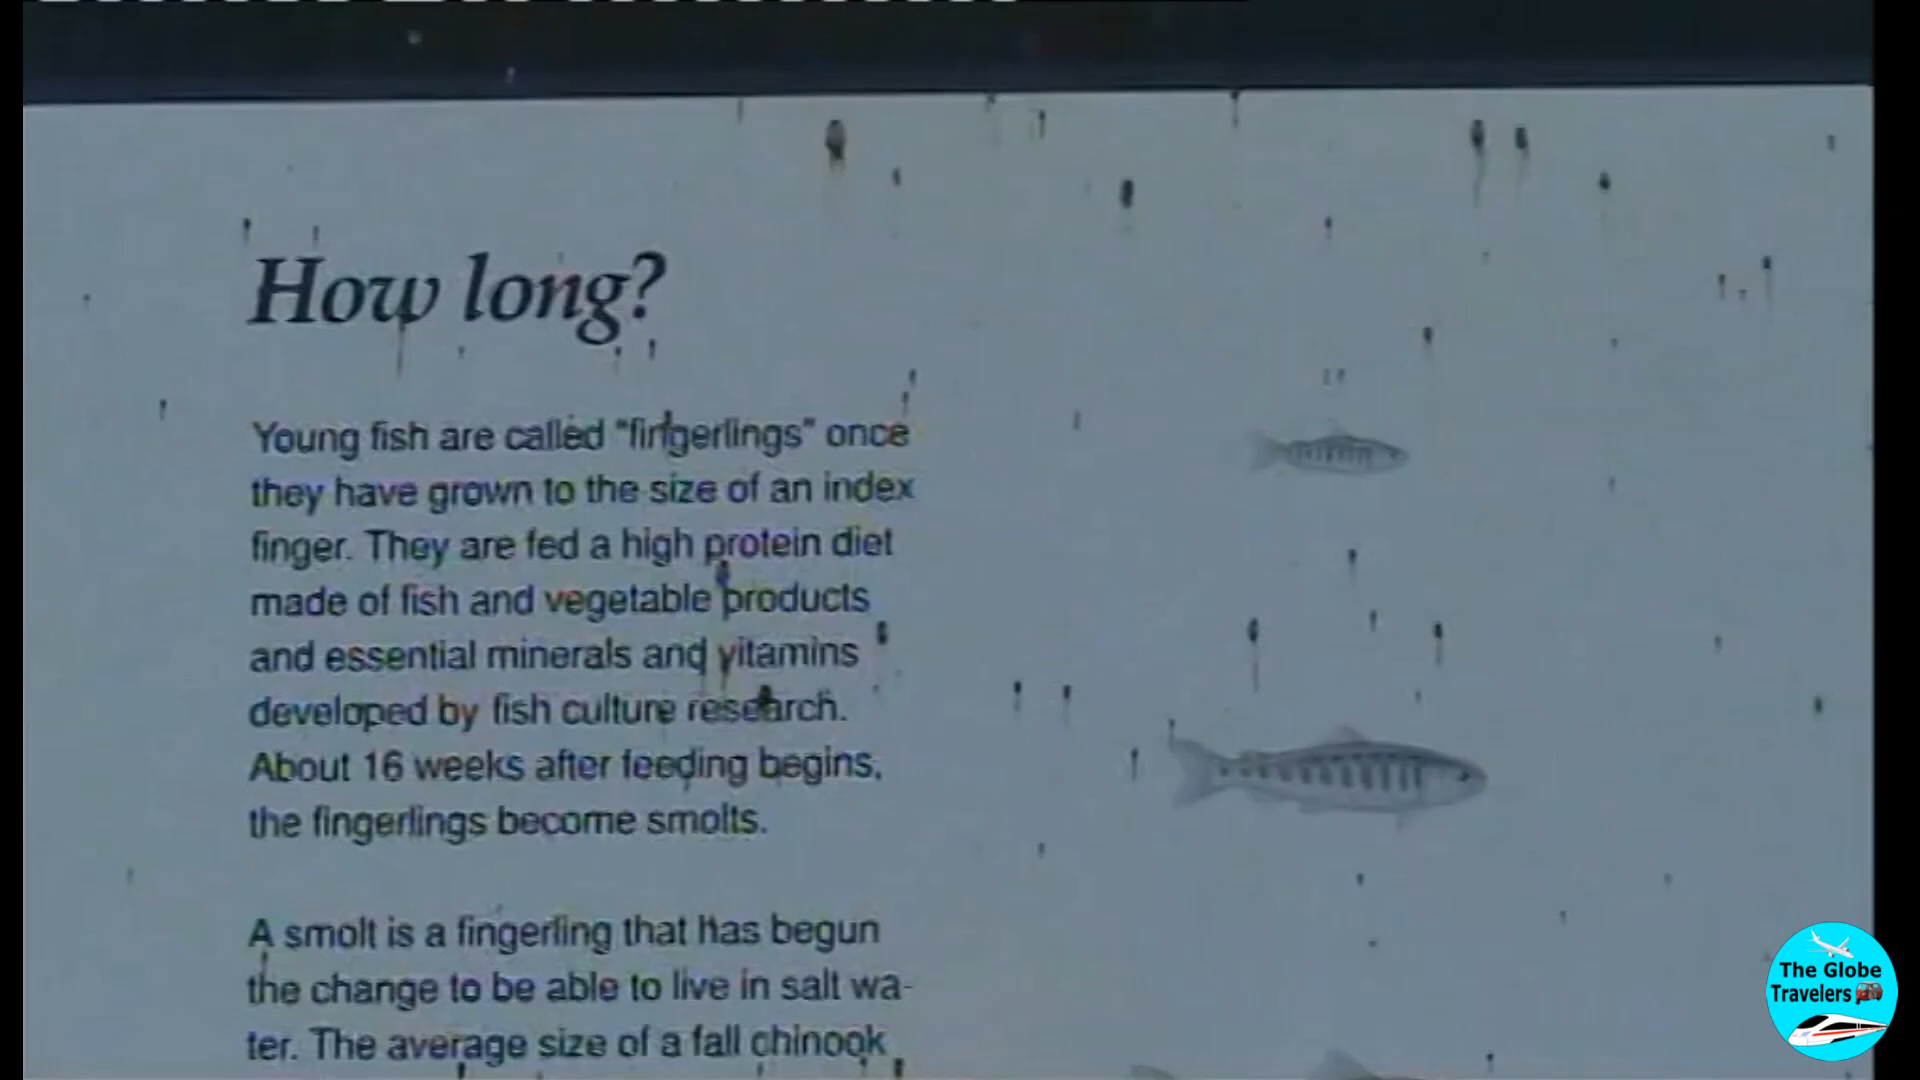 How long?
Young fish are called "fingerlings" once
they have grown to the size of an index
finger. They are fed a high protein diet
made of fish and vegetable products
and essential minerals and vitamins
developed by fish culture research.
About 16 weeks after feeding begins,
the fingerlings become smolts.
A smolt is a fingerling that has begun
the change to be able to live in salt wa-
ter. The average size of a fall chinook
The Globe
Travelers